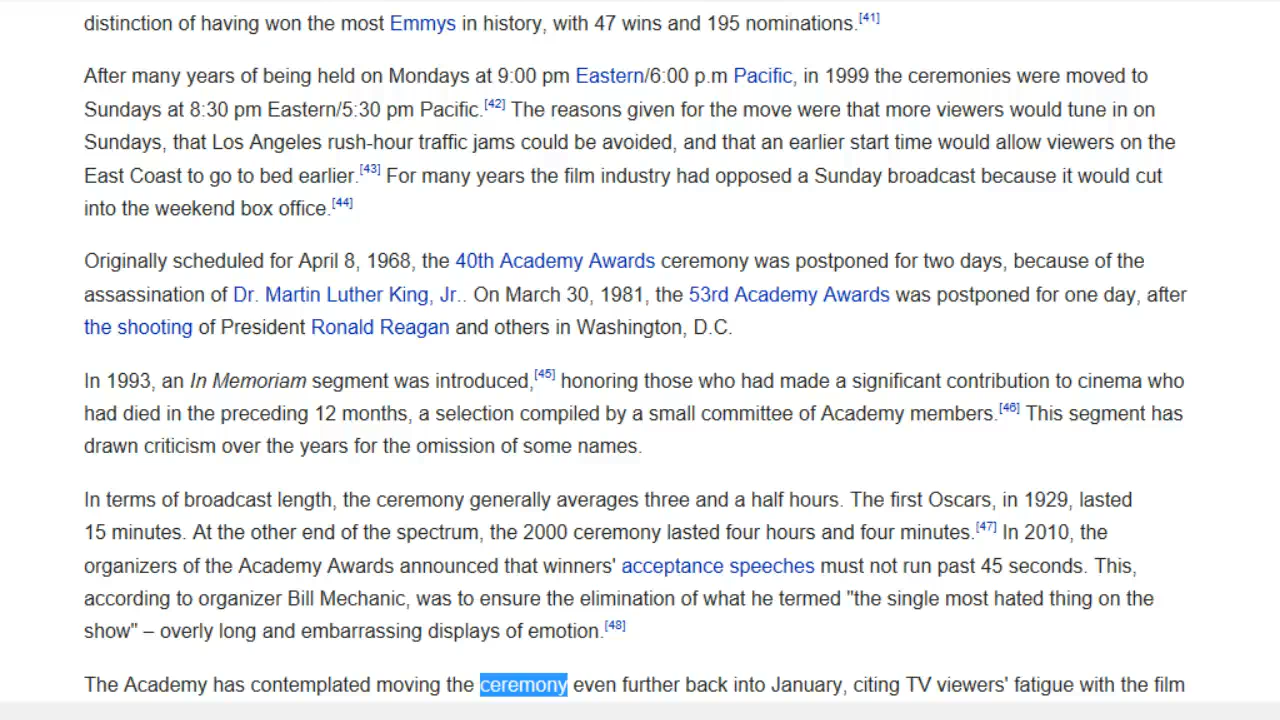 distinction of having won the most Emmys in history, with 47 wins and 195 nominations.[41]
After many years of being held on Mondays at 9:00 pm Eastern/6:00 p.m Pacific, in 1999 the ceremonies were moved to
Sundays at 8:30 pm Eastern/5:30 pm Pacific.[42] The reasons given for the move were that more viewers would tune in on
Sundays, that Los Angeles rush-hour traffic jams could be avoided, and that an earlier start time would allow viewers on the
East Coast to go to bed earlier.[43] For many years the film industry had opposed a Sunday broadcast because it would cut
into the weekend box office.[44]
Originally scheduled for April 8, 1968, the 40th Academy Awards ceremony was postponed for two days, because of the
assassination of Dr. Martin Luther King, Jr.. On March 30, 1981, the 53rd Academy Awards was postponed for one day, after
the shooting of President Ronald Reagan and others in Washington, D.C.
In 1993, an In Memoriam segment was introduced,[45] honoring those who had made a significant contribution to cinema who
had died in the preceding 12 months, a selection compiled by a small committee of Academy members.[46] This segment has
drawn criticism over the years for the omission of some names.
In terms of broadcast length, the ceremony generally averages three and a half hours. The first Oscars, in 1929, lasted
15 minutes. At the other end of the spectrum, the 2000 ceremony lasted four hours and four minutes.[47] In 2010, the
organizers of the Academy Awards announced that winners' acceptance speeches must not run past 45 seconds. This,
according to organizer Bill Mechanic, was to ensure the elimination of what he termed "the single most hated thing on the
show" – overly long and embarrassing displays of emotion.[48]
The Academy has contemplated moving the ceremony even further back into January, citing TV viewers' fatigue with the film